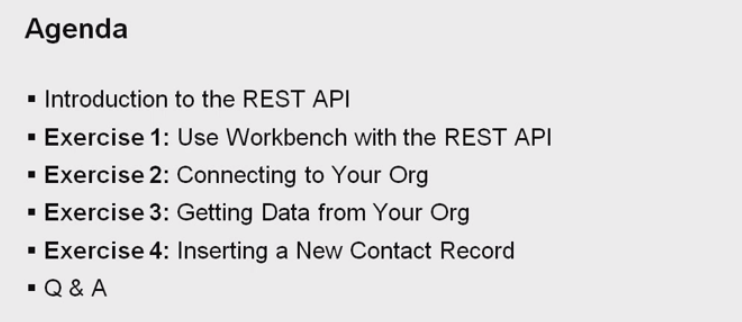 Agenda
▪ Introduction to the REST API
▪ Exercise 1: Use Workbench with the REST API
▪ Exercise 2: Connecting to Your Org
▪ Exercise 3: Getting Data from Your Org
▪ Exercise 4: Inserting a New Contact Record
▪ Q & A